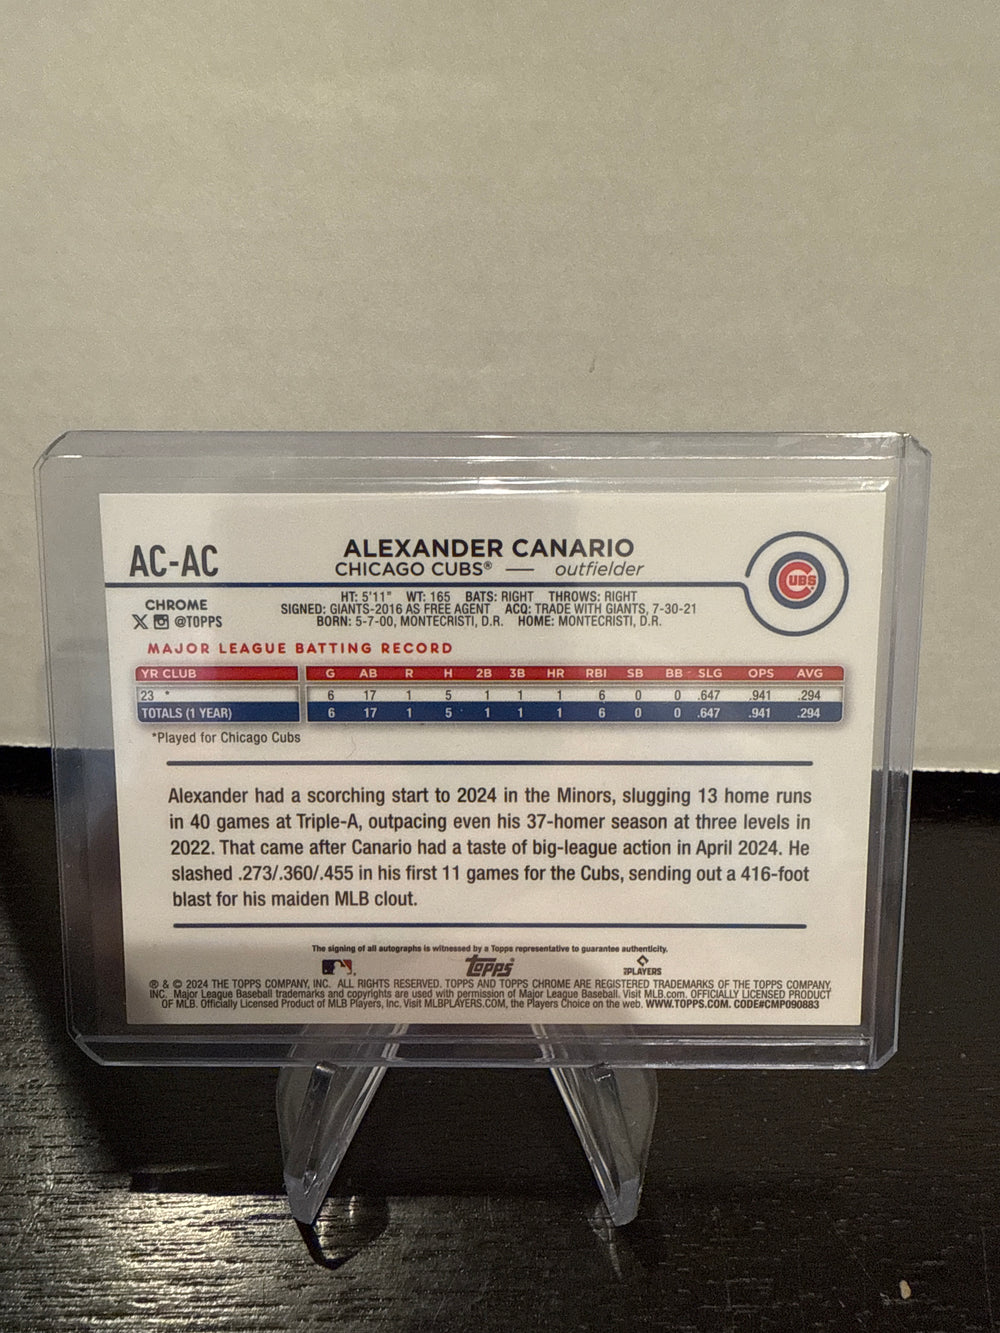 AC-AC
ALEXANDER CANARIO
CHICAGO CUBS® — outfielder
CUBS
CHROME
@TOPPS
HT: 5'11" WT: 165 BATS: RIGHT THROWS: RIGHT
SIGNED: GIANTS-2016 AS FREE AGENT ACQ: TRADE WITH GIANTS, 7-30-21
BORN: 5-7-00, MONTECRISTI, D.R. HOME: MONTECRISTI, D.R.
MAJOR LEAGUE BATTING RECORD
YR CLUB G AB R H 2B 3B HR RBI SB BB SLG OPS AVG
23 * 6 17 1 5 1 1 1 6 0 0 .647 .941 .294
TOTALS (1 YEAR) 6 17 1 5 1 1 1 6 0 0 .647 .941 .294
*Played for Chicago Cubs
Alexander had a scorching start to 2024 in the Minors, slugging 13 home runs
in 40 games at Triple-A, outpacing even his 37-homer season at three levels in
2022. That came after Canario had a taste of big-league action in April 2024. He
slashed .273/.360/.455 in his first 11 games for the Cubs, sending out a 416-foot
blast for his maiden MLB clout.
The signing of all autographs is witnessed by a Topps representative to guarantee authenticity.
Topps
PLAYERS
® & © 2024 THE TOPPS COMPANY, INC. ALL RIGHTS RESERVED. TOPPS AND TOPPS CHROME ARE REGISTERED TRADEMARKS OF THE TOPPS COMPANY,
INC. Major League Baseball trademarks and copyrights are used with permission of Major League Baseball. Visit MLB.com. OFFICIALLY LICENSED PRODUCT
OF MLB Players, Inc. Officially Licensed Product of MLB Players, Inc. Visit MLBPLAYERS.COM, the Players Choice on the web. WWW.TOPPS.COM. CODE#CMP090883